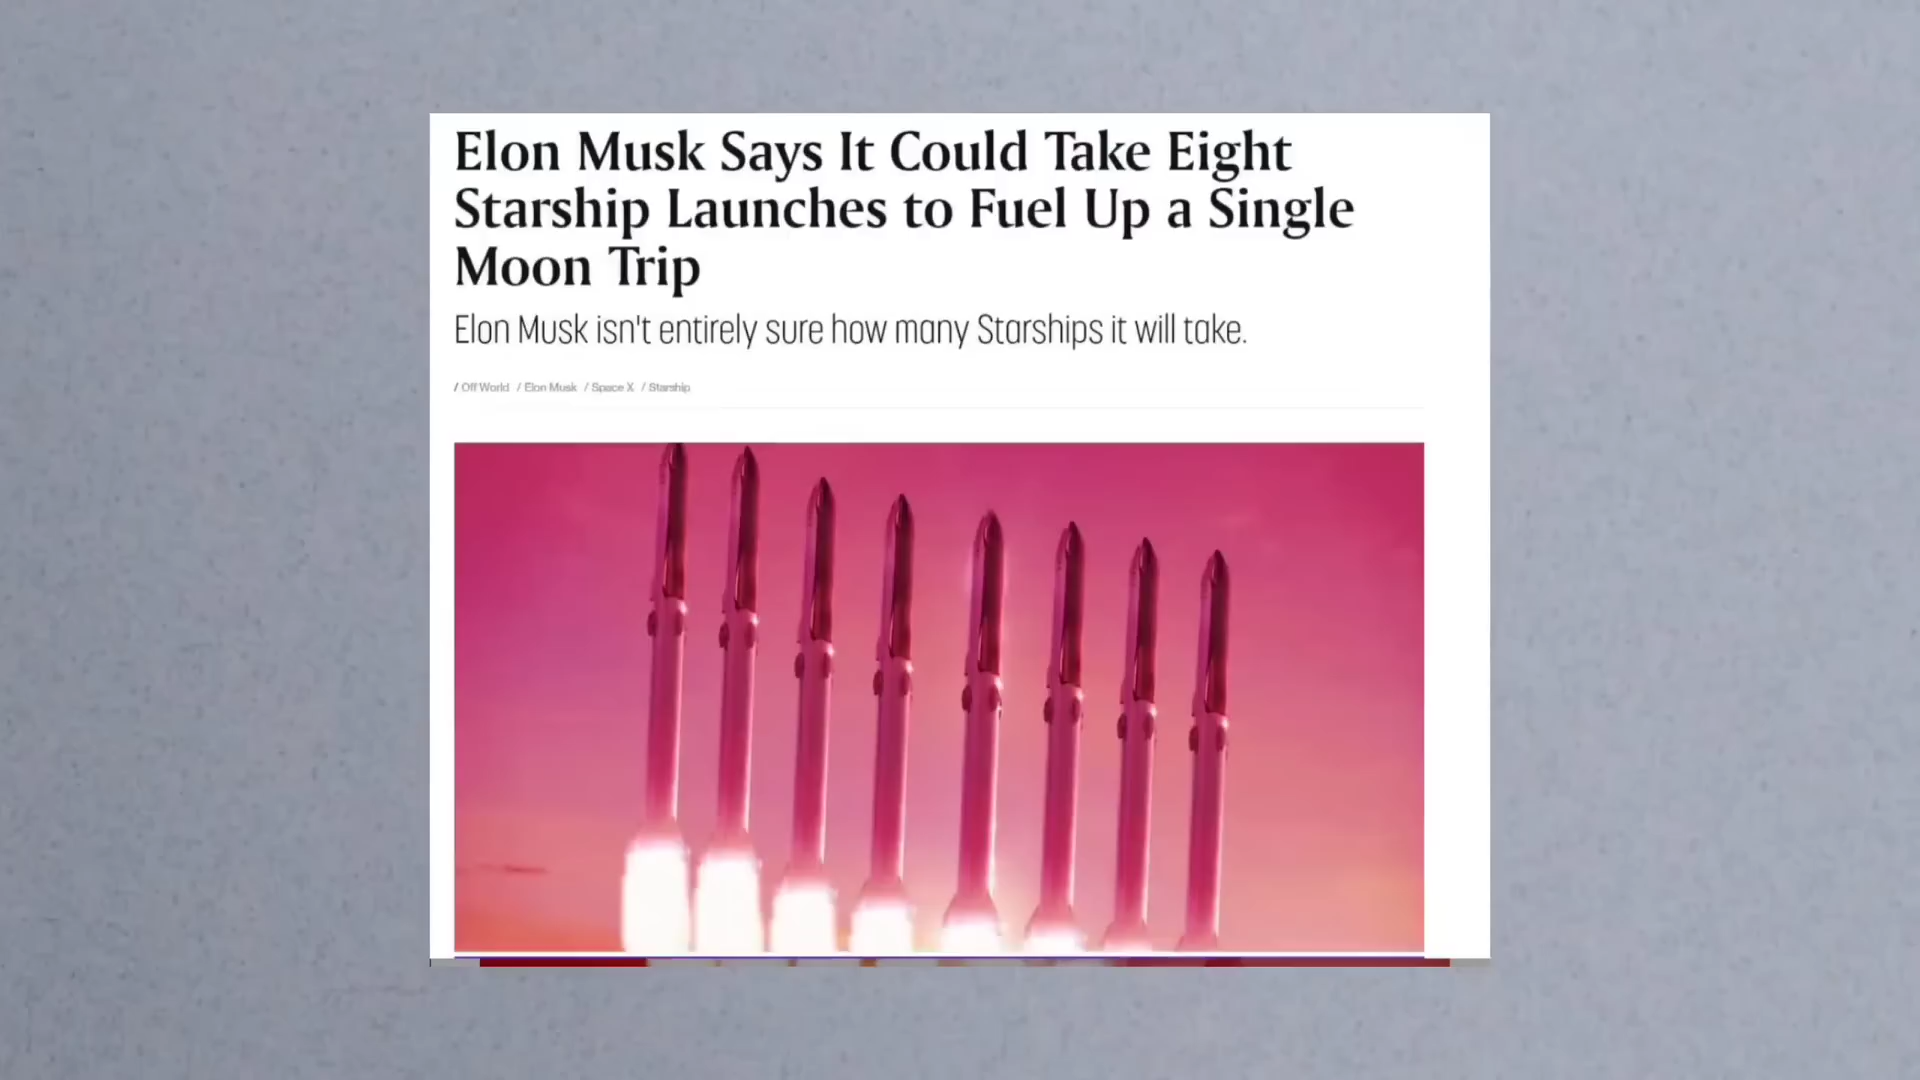 Elon Musk Says It Could Take Eight
Starship Launches to Fuel Up a Single
Moon Trip
Elon Musk isn't entirely sure how many Starships it will take.
/ Off World / Elon Musk / Space X / Starship